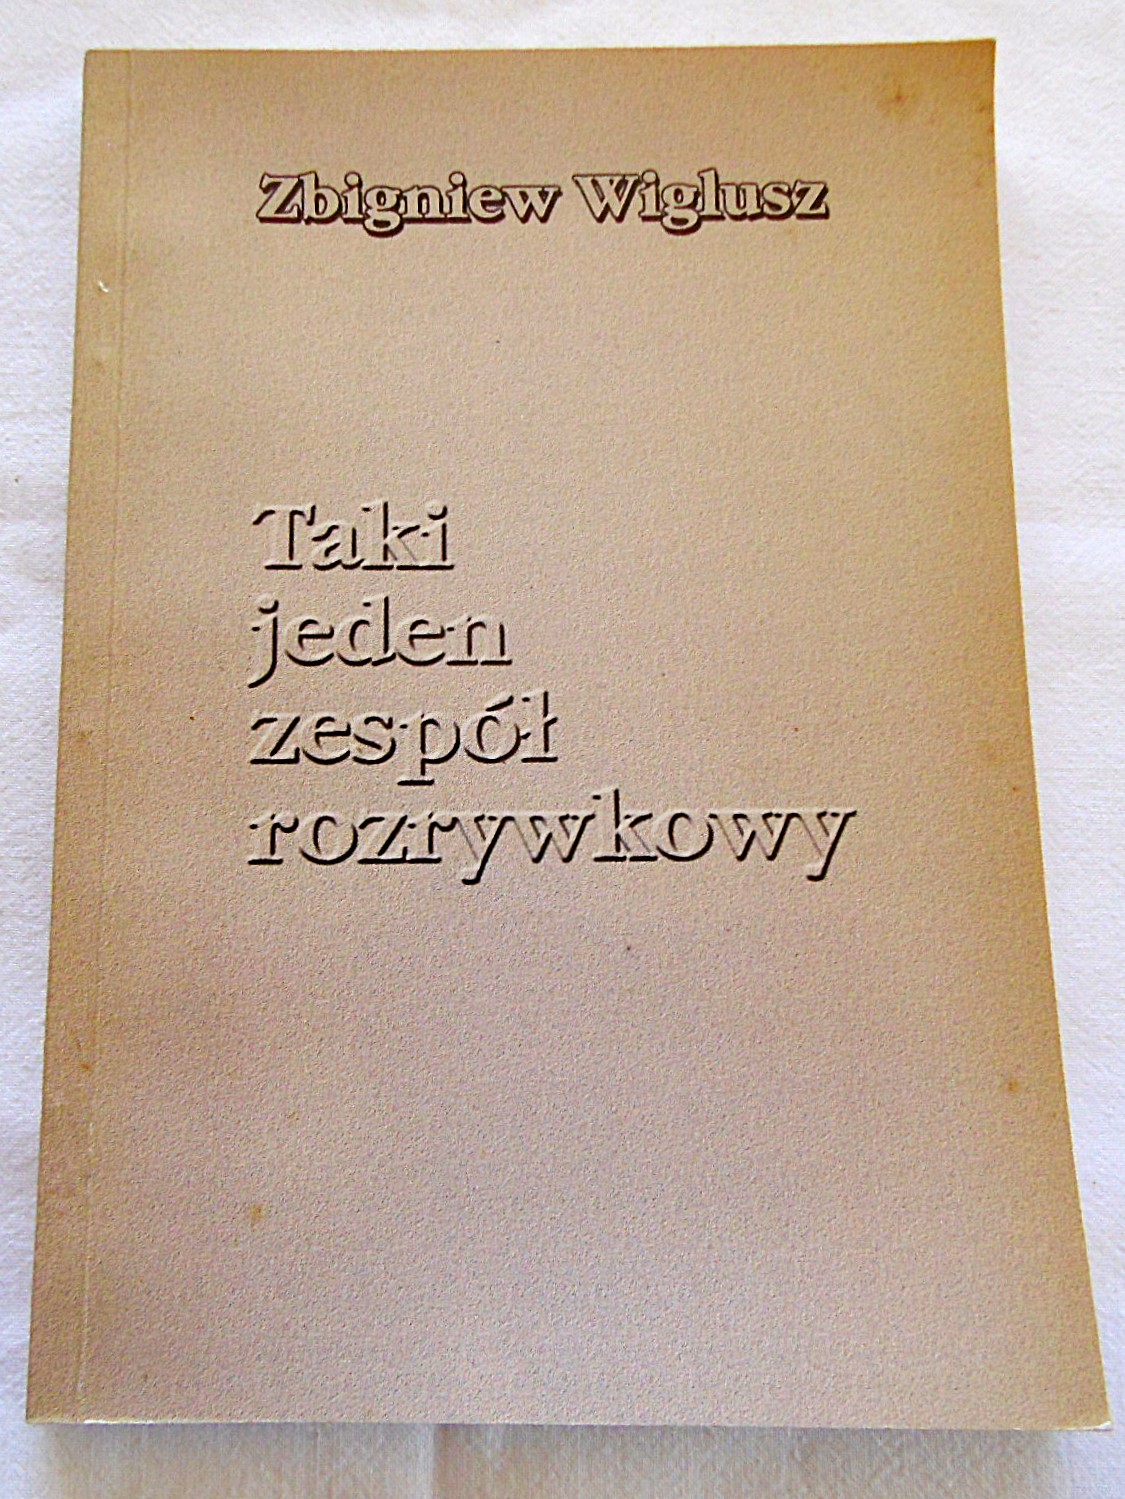 Zbigniew Wiglusz
Taki
jeden
zespół
rozrywkowy